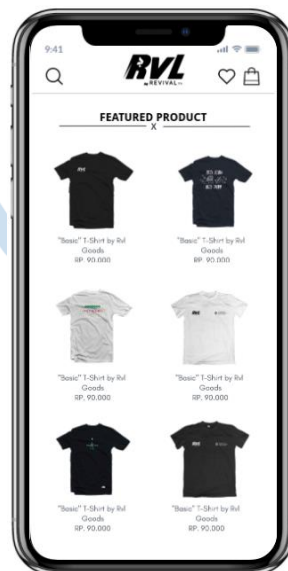 9:41
RVL
by REVIVAL
FEATURED PRODUCT
X
"Basic" T-Shirt by Rvl
Goods
RP. 90.000
"Basic" T-Shirt by Rvl
Goods
RP. 90.000
"Basic" T-Shirt by Rvl
Goods
RP. 90.000
"Basic" T-Shirt by Rvl
Goods
RP. 90.000
"Basic" T-Shirt by Rvl
Goods
RP. 90.000
"Basic" T-Shirt by Rvl
Goods
RP. 90.000